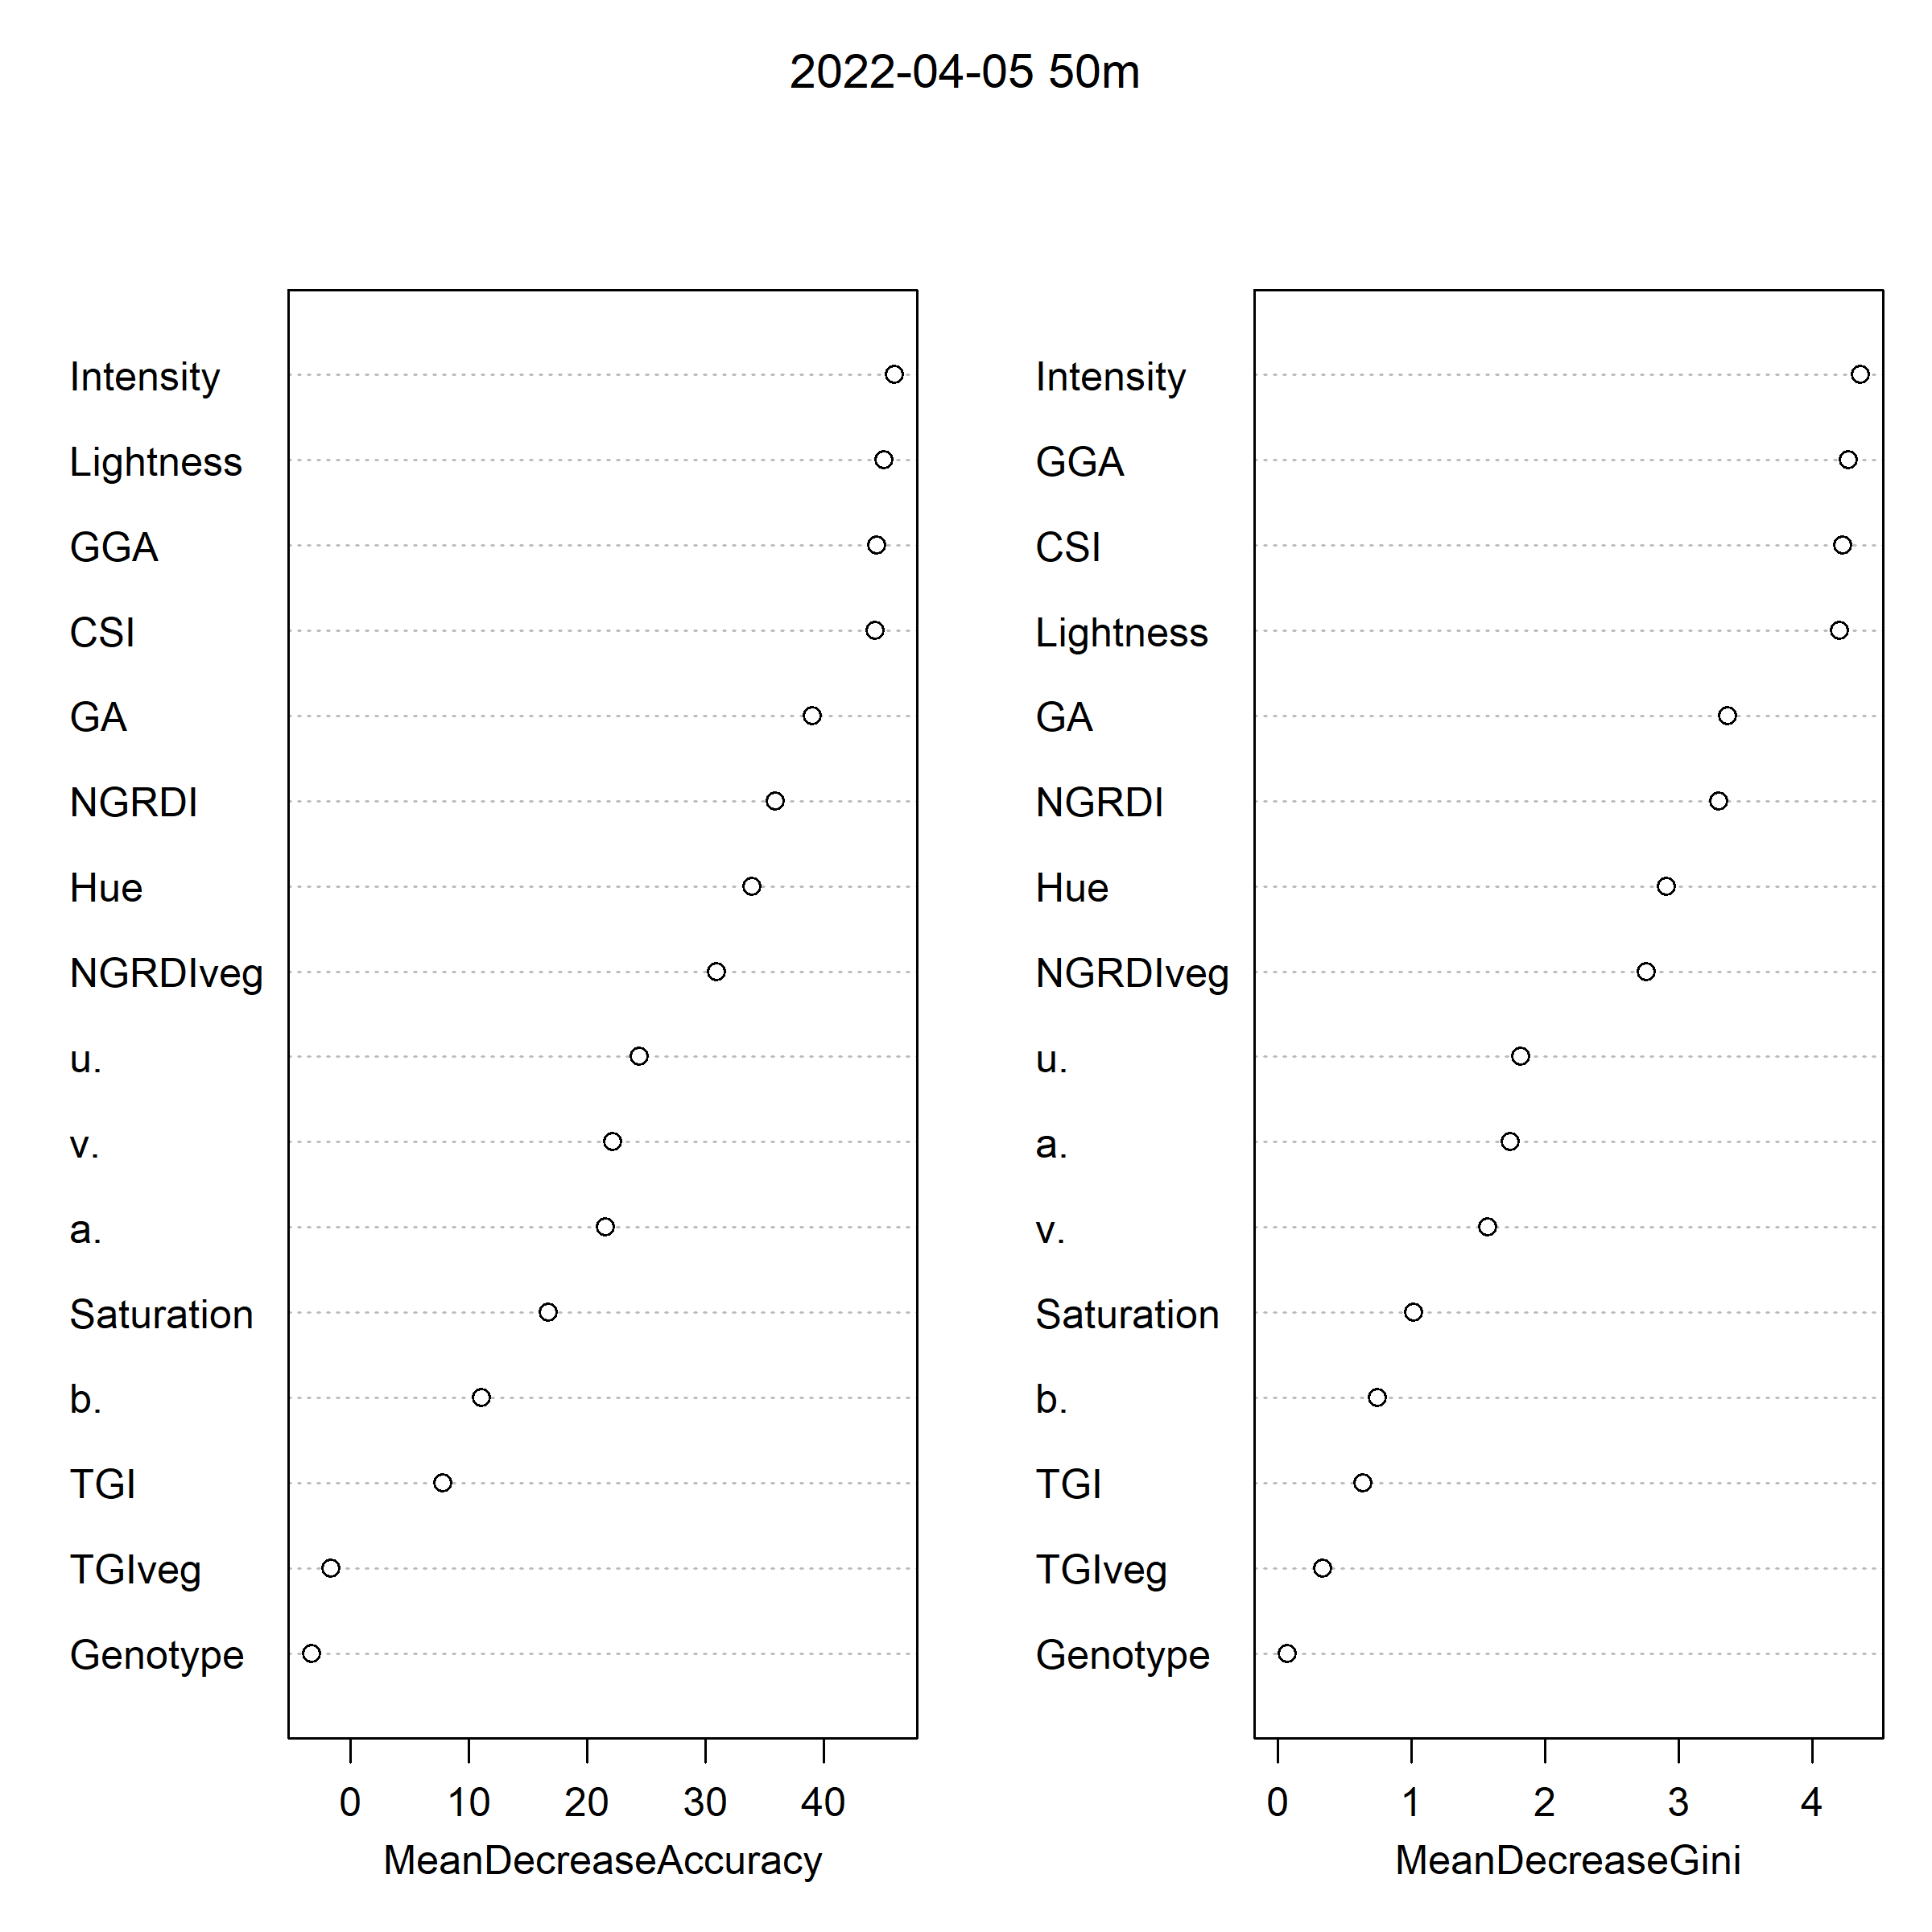 2022-04-05 50m
Intensity
Lightness
GGA
CSI
GA
NGRDI
Hue
NGRDIveg
u.
v.
a.
Saturation
b.
TGI
TGIveg
Genotype
0 10 20 30 40
MeanDecreaseAccuracy
Intensity
GGA
CSI
Lightness
GA
NGRDI
Hue
NGRDIveg
u.
a.
v.
Saturation
b.
TGI
TGIveg
Genotype
0 1 2 3 4
MeanDecreaseGini